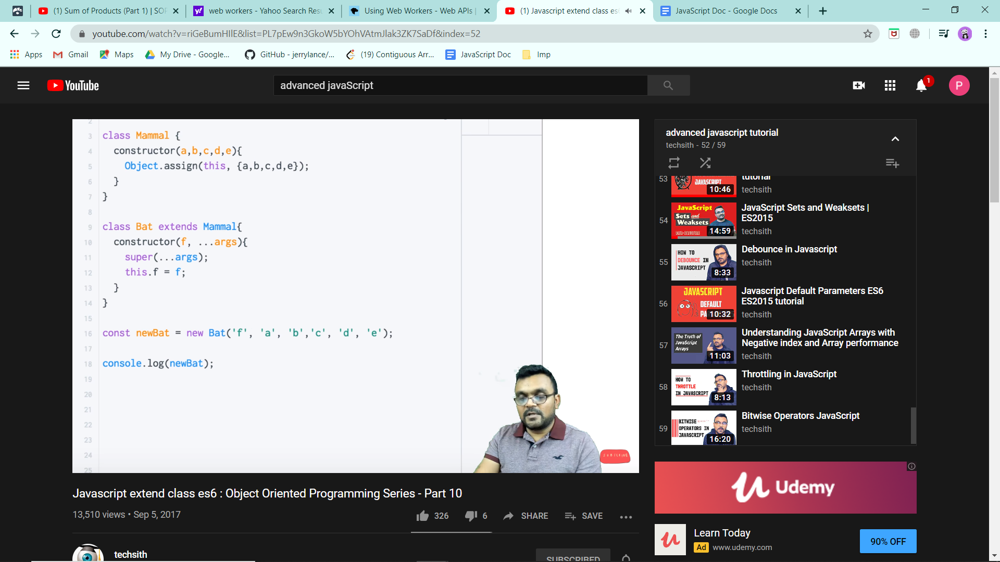 (1) Sum of Products (Part 1) | SOP
web workers - Yahoo Search Resu
Using Web Workers - Web APIs |
(1) Javascript extend class es6
JavaScript Doc - Google Docs
youtube.com/watch?v=riGeBumHIlE&list=PL7pEw9n3GkoW5bYOhVAtmJlak3ZK7SaDf&index=52
Apps
Gmail
Maps
My Drive - Google...
GitHub - jerrylance/...
(19) Contiguous Arr...
JavaScript Doc
Imp
YouTube
advanced javaScript
1
P
2
3 class Mammal {
4 constructor(a,b,c,d,e){
5 Object.assign(this, {a,b,c,d,e});
6 }
7 }
8
9 class Bat extends Mammal{
10 constructor(f, ...args){
11 super(...args);
12 this.f = f;
13 }
14 }
15
16 const newBat = new Bat('f', 'a', 'b','c', 'd', 'e');
17
18 console.log(newBat);
19
20
21
22
23
24
25
SUBSCRIBE
Javascript extend class es6 : Object Oriented Programming Series - Part 10
13,510 views • Sep 5, 2017
326
6
SHARE
SAVE
techsith
SUBSCRIBED
advanced javascript tutorial
techsith - 52 / 59
53
JAVASCRIPT
10:46
tutorial
techsith
54
JavaScript
Sets and
Weaksets
DATA-STRUCTURE
14:59
JavaScript Sets and Weaksets |
ES2015
techsith
55
HOW TO
DEBOUNCE IN
JAVASCRIPT
8:33
Debounce in Javascript
techsith
56
JAVASCRIPT
DEFAULT
PA
10:32
Javascript Default Parameters ES6
ES2015 tutorial
techsith
57
The Truth of
JavaScript
Arrays
11:03
Understanding JavaScript Arrays with
Negative index and Array performance
techsith
58
HOW TO
THROTTLE
IN JAVASCRIPT
8:13
Throttling in JavaScript
techsith
59
BITWISE
OPERATORS IN
JAVASCRIPT
16:20
Bitwise Operators JavaScript
techsith
Udemy
Learn Today
Ad www.udemy.com
90% OFF